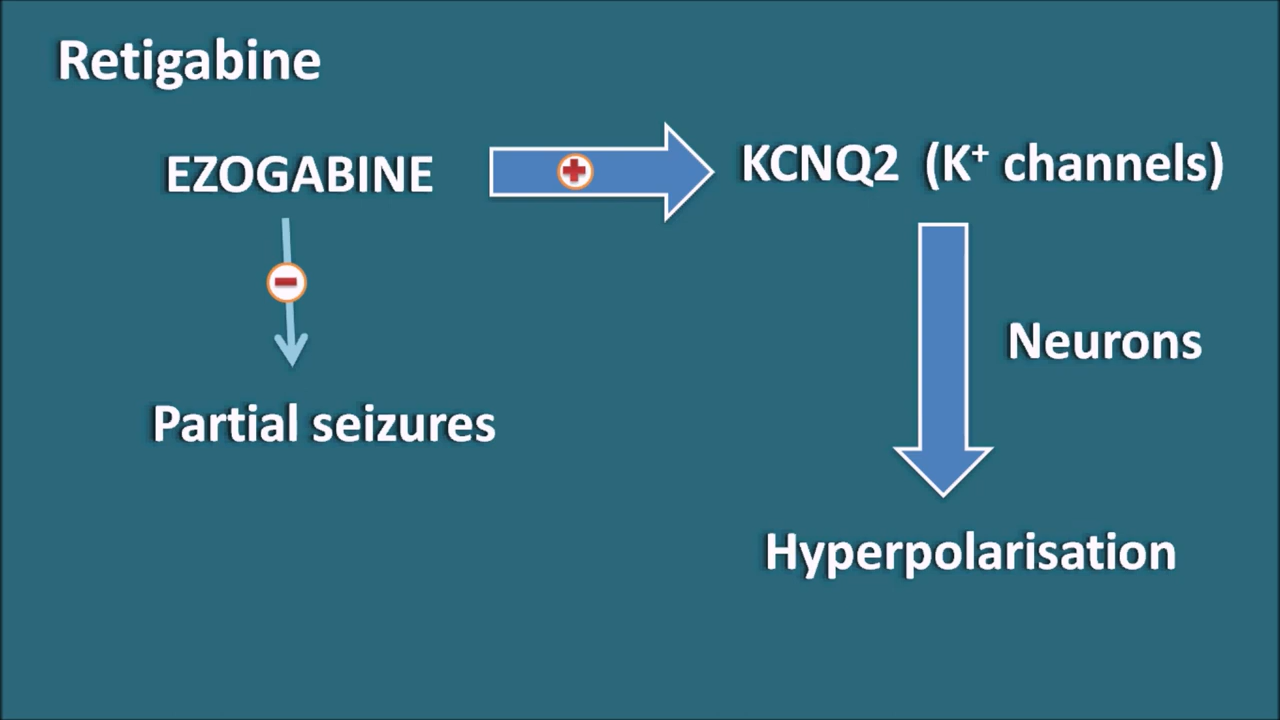 Retigabine
EZOGABINE
KCNQ2 (K⁺ channels)
Neurons
Partial seizures
Hyperpolarisation